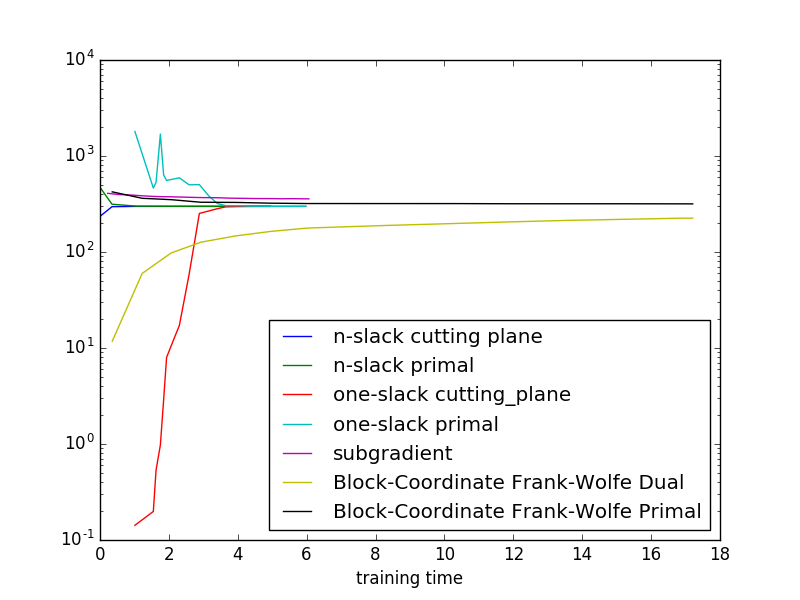 10^4
10^3
10^2
10^1
10^0
10^-1
n-slack cutting plane
n-slack primal
one-slack cutting_plane
one-slack primal
subgradient
Block-Coordinate Frank-Wolfe Dual
Block-Coordinate Frank-Wolfe Primal
0 2 4 6 8 10 12 14 16 18
training time